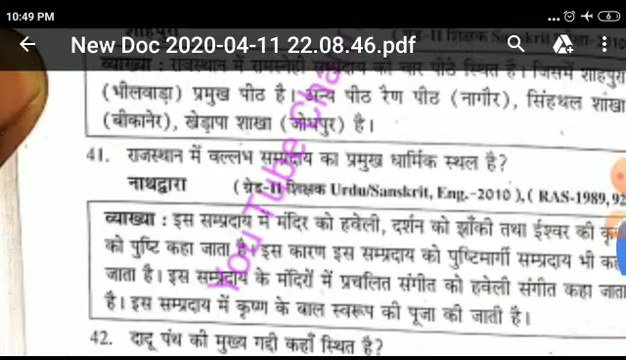 10:49 PM
New Doc 2020-04-11 22.08.46.pdf
व्याख्या : राजस्थान में रामस्नेही सम्प्रदाय की चार पीठें स्थित हैं। जिसमें शाहपुरा
(भीलवाड़ा) प्रमुख पीठ है। अन्य पीठ रैण पीठ (नागौर), सिंहथल शाखा
(बीकानेर), खेड़ापा शाखा (जोधपुर) है।
41. राजस्थान में वल्लभ सम्प्रदाय का प्रमुख धार्मिक स्थल है?
नाथद्वारा (ग्रेड-II शिक्षक Urdu/Sanskrit, Eng.-2010 ),( RAS-1989,92
व्याख्या : इस सम्प्रदाय में मंदिर को हवेली, दर्शन को झाँकी तथा ईश्वर की
को पुष्टि कहा जाता है, इस कारण इस सम्प्रदाय को पुष्टिमार्गी सम्प्रदाय भी
जाता है। इस सम्प्रदाय के मंदिरों में प्रचलित संगीत को हवेली संगीत कहा जाता
है। इस सम्प्रदाय में कृष्ण के बाल स्वरूप की पूजा की जाती है।
42. दादू पंथ की मुख्य गद्दी कहाँ स्थित है?
YouTube Chann